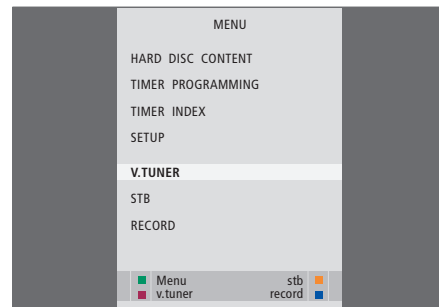 MENU
HARD DISC CONTENT
TIMER PROGRAMMING
TIMER INDEX
SETUP
V.TUNER
STB
RECORD
Menu stb
v.tuner record